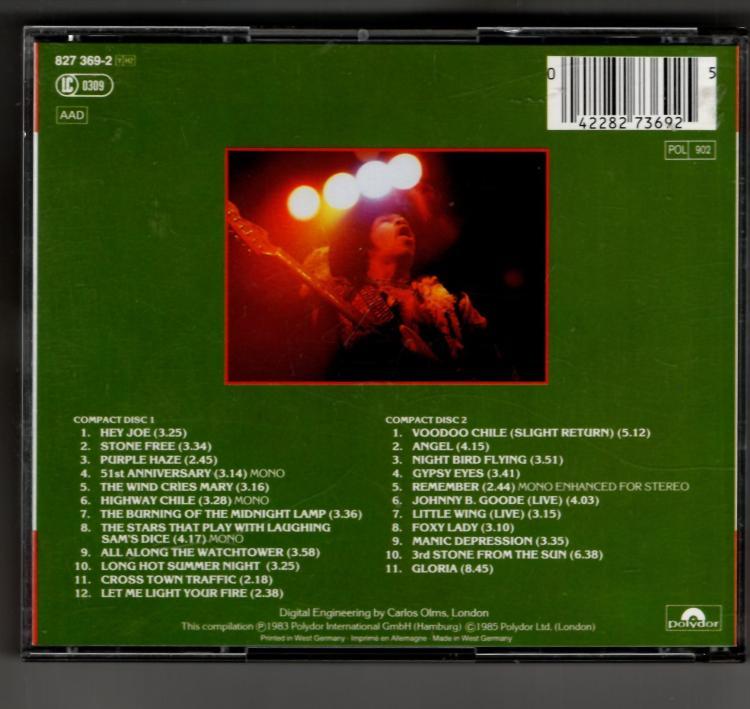 827 369-2
LC 0309
AAD
0 42282 73692 5
POL 902
COMPACT DISC 1
1. HEY JOE (3.25)
2. STONE FREE (3.34)
3. PURPLE HAZE (2.45)
4. 51st ANNIVERSARY (3.14) MONO
5. THE WIND CRIES MARY (3.16)
6. HIGHWAY CHILE (3.28) MONO
7. THE BURNING OF THE MIDNIGHT LAMP (3.36)
8. THE STARS THAT PLAY WITH LAUGHING
SAM'S DICE (4.17) MONO
9. ALL ALONG THE WATCHTOWER (3.58)
10. LONG HOT SUMMER NIGHT (3.25)
11. CROSS TOWN TRAFFIC (2.18)
12. LET ME LIGHT YOUR FIRE (2.38)
COMPACT DISC 2
1. VOODOO CHILE (SLIGHT RETURN) (5.12)
2. ANGEL (4.15)
3. NIGHT BIRD FLYING (3.51)
4. GYPSY EYES (3.41)
5. REMEMBER (2.44) MONO ENHANCED FOR STEREO
6. JOHNNY B. GOODE (LIVE) (4.03)
7. LITTLE WING (LIVE) (3.15)
8. FOXY LADY (3.10)
9. MANIC DEPRESSION (3.35)
10. 3rd STONE FROM THE SUN (6.38)
11. GLORIA (8.45)
Digital Engineering by Carlos Olms, London
This compilation ℗1983 Polydor International GmbH (Hamburg) ©1985 Polydor Ltd. (London)
Printed in West Germany · Imprimé en Allemagne · Made in West Germany
polydor